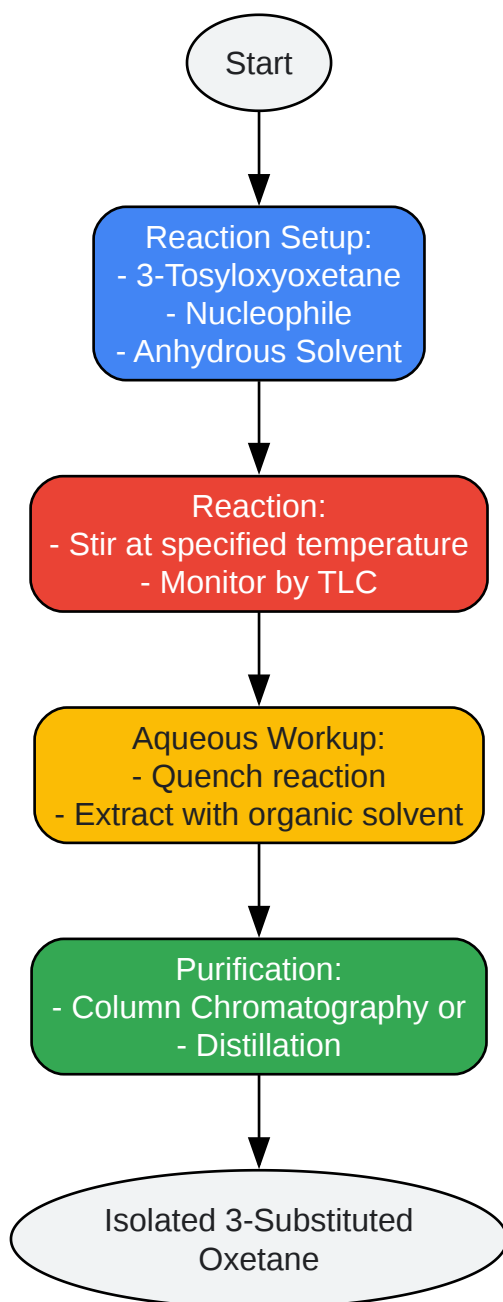 Start
Reaction Setup:
- 3-Tosyloxyoxetane
- Nucleophile
- Anhydrous Solvent
Reaction:
- Stir at specified temperature
- Monitor by TLC
Aqueous Workup:
- Quench reaction
- Extract with organic solvent
Purification:
- Column Chromatography or
- Distillation
Isolated 3-Substituted
Oxetane